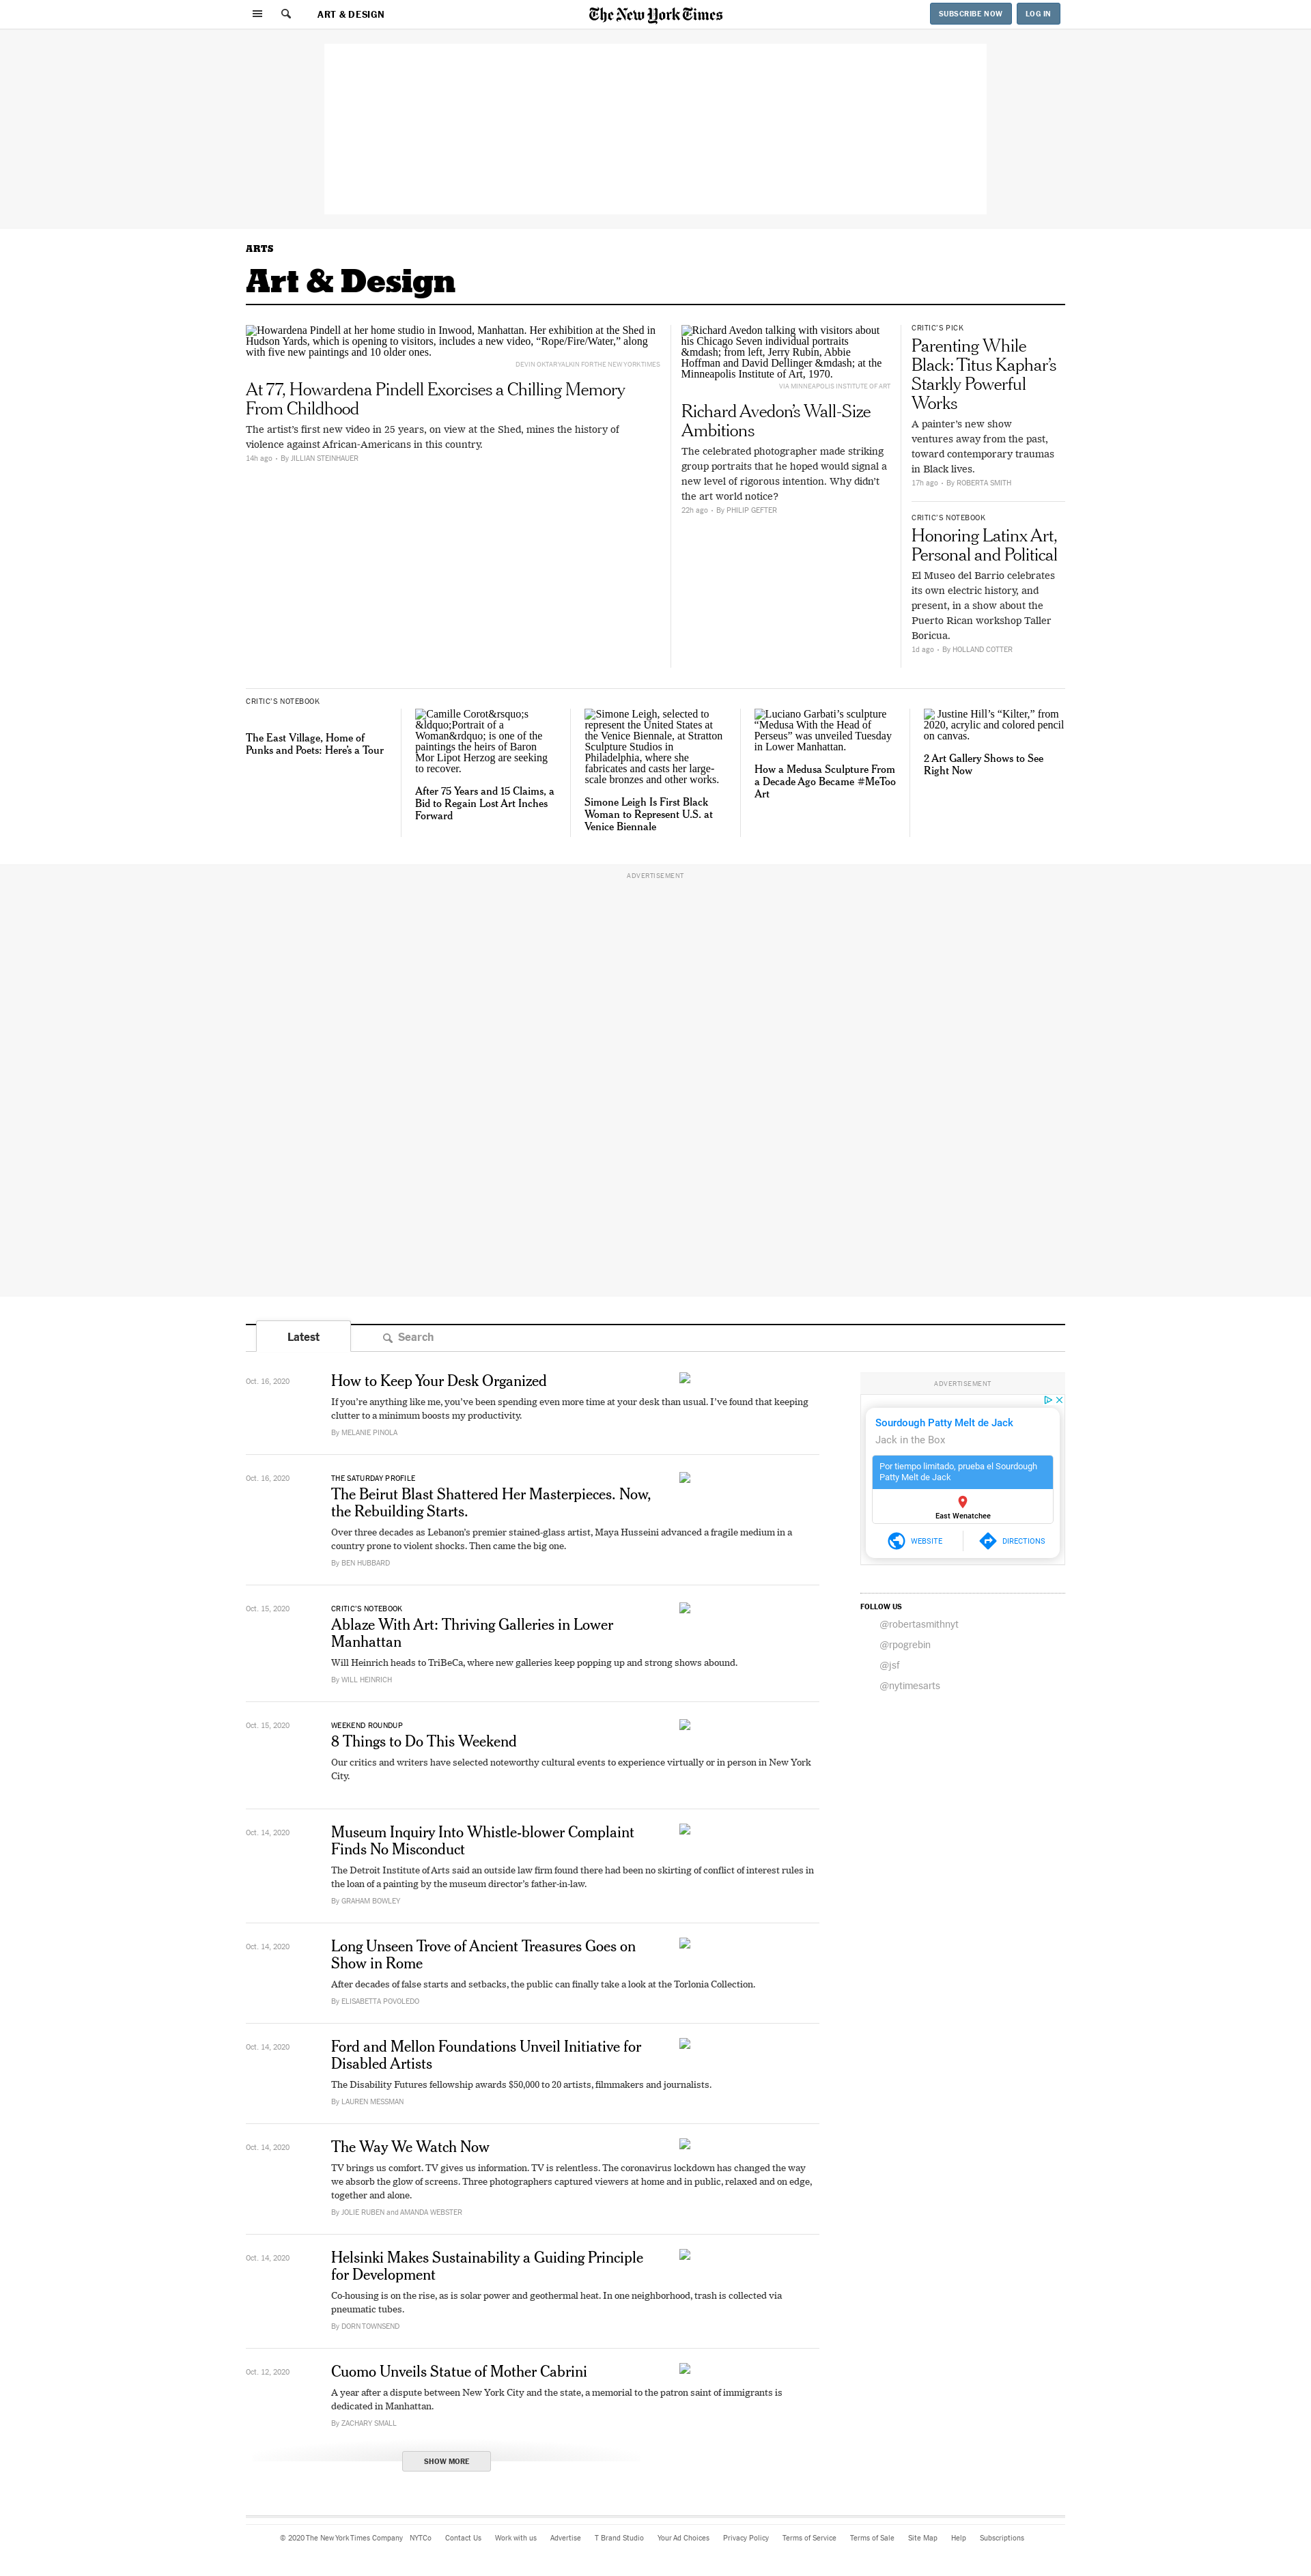 ART & DESIGN
The New York Times
SUBSCRIBE NOW
LOG IN
ARTS
Art & Design
Howardena Pindell at her home studio in Inwood, Manhattan. Her exhibition at the Shed in
Hudson Yards, which is opening to visitors, includes a new video, “Rope/Fire/Water,” along
with five new paintings and 10 older ones.
DEVIN OKTAR YALKIN FOR THE NEW YORK TIMES
At 77, Howardena Pindell Exorcises a Chilling Memory
From Childhood
The artist’s first new video in 25 years, on view at the Shed, mines the history of
violence against African-Americans in this country.
14h ago • By JILLIAN STEINHAUER
Richard Avedon talking with visitors about
his Chicago Seven individual portraits
&mdash; from left, Jerry Rubin, Abbie
Hoffman and David Dellinger &mdash; at the
Minneapolis Institute of Art, 1970.
VIA MINNEAPOLIS INSTITUTE OF ART
Richard Avedon’s Wall-Size
Ambitions
The celebrated photographer made striking
group portraits that he hoped would signal a
new level of rigorous intention. Why didn’t
the art world notice?
22h ago • By PHILIP GEFTER
CRITIC’S PICK
Parenting While
Black: Titus Kaphar’s
Starkly Powerful
Works
A painter’s new show
ventures away from the past,
toward contemporary traumas
in Black lives.
17h ago • By ROBERTA SMITH
CRITIC’S NOTEBOOK
Honoring Latinx Art,
Personal and Political
El Museo del Barrio celebrates
its own electric history, and
present, in a show about the
Puerto Rican workshop Taller
Boricua.
1d ago • By HOLLAND COTTER
CRITIC’S NOTEBOOK
The East Village, Home of
Punks and Poets: Here’s a Tour
Camille Corot&rsquo;s
&ldquo;Portrait of a
Woman&rdquo; is one of the
paintings the heirs of Baron
Mor Lipot Herzog are seeking
to recover.
After 75 Years and 15 Claims, a
Bid to Regain Lost Art Inches
Forward
Simone Leigh, selected to
represent the United States at
the Venice Biennale, at Stratton
Sculpture Studios in
Philadelphia, where she
fabricates and casts her large-
scale bronzes and other works.
Simone Leigh Is First Black
Woman to Represent U.S. at
Venice Biennale
Luciano Garbati’s sculpture
“Medusa With the Head of
Perseus” was unveiled Tuesday
in Lower Manhattan.
How a Medusa Sculpture From
a Decade Ago Became #MeToo
Art
Justine Hill’s “Kilter,” from
2020, acrylic and colored pencil
on canvas.
2 Art Gallery Shows to See
Right Now
ADVERTISEMENT
Latest
Search
Oct. 16, 2020
How to Keep Your Desk Organized
If you’re anything like me, you’ve been spending even more time at your desk than usual. I’ve found that keeping
clutter to a minimum boosts my productivity.
By MELANIE PINOLA
Oct. 16, 2020
THE SATURDAY PROFILE
The Beirut Blast Shattered Her Masterpieces. Now,
the Rebuilding Starts.
Over three decades as Lebanon’s premier stained-glass artist, Maya Husseini advanced a fragile medium in a
country prone to violent shocks. Then came the big one.
By BEN HUBBARD
Oct. 15, 2020
CRITIC’S NOTEBOOK
Ablaze With Art: Thriving Galleries in Lower
Manhattan
Will Heinrich heads to TriBeCa, where new galleries keep popping up and strong shows abound.
By WILL HEINRICH
Oct. 15, 2020
WEEKEND ROUNDUP
8 Things to Do This Weekend
Our critics and writers have selected noteworthy cultural events to experience virtually or in person in New York
City.
Oct. 14, 2020
Museum Inquiry Into Whistle-blower Complaint
Finds No Misconduct
The Detroit Institute of Arts said an outside law firm found there had been no skirting of conflict of interest rules in
the loan of a painting by the museum director’s father-in-law.
By GRAHAM BOWLEY
Oct. 14, 2020
Long Unseen Trove of Ancient Treasures Goes on
Show in Rome
After decades of false starts and setbacks, the public can finally take a look at the Torlonia Collection.
By ELISABETTA POVOLEDO
Oct. 14, 2020
Ford and Mellon Foundations Unveil Initiative for
Disabled Artists
The Disability Futures fellowship awards $50,000 to 20 artists, filmmakers and journalists.
By LAUREN MESSMAN
Oct. 14, 2020
The Way We Watch Now
TV brings us comfort. TV gives us information. TV is relentless. The coronavirus lockdown has changed the way
we absorb the glow of screens. Three photographers captured viewers at home and in public, relaxed and on edge,
together and alone.
By JOLIE RUBEN and AMANDA WEBSTER
Oct. 14, 2020
Helsinki Makes Sustainability a Guiding Principle
for Development
Co-housing is on the rise, as is solar power and geothermal heat. In one neighborhood, trash is collected via
pneumatic tubes.
By DORN TOWNSEND
Oct. 12, 2020
Cuomo Unveils Statue of Mother Cabrini
A year after a dispute between New York City and the state, a memorial to the patron saint of immigrants is
dedicated in Manhattan.
By ZACHARY SMALL
SHOW MORE
ADVERTISEMENT
Sourdough Patty Melt de Jack
Jack in the Box
Por tiempo limitado, prueba el Sourdough
Patty Melt de Jack
East Wenatchee
WEBSITE
DIRECTIONS
FOLLOW US
@robertasmithnyt
@rpogrebin
@jsf
@nytimesarts
© 2020 The New York Times Company NYTCo Contact Us Work with us Advertise T Brand Studio Your Ad Choices Privacy Policy Terms of Service Terms of Sale Site Map Help Subscriptions